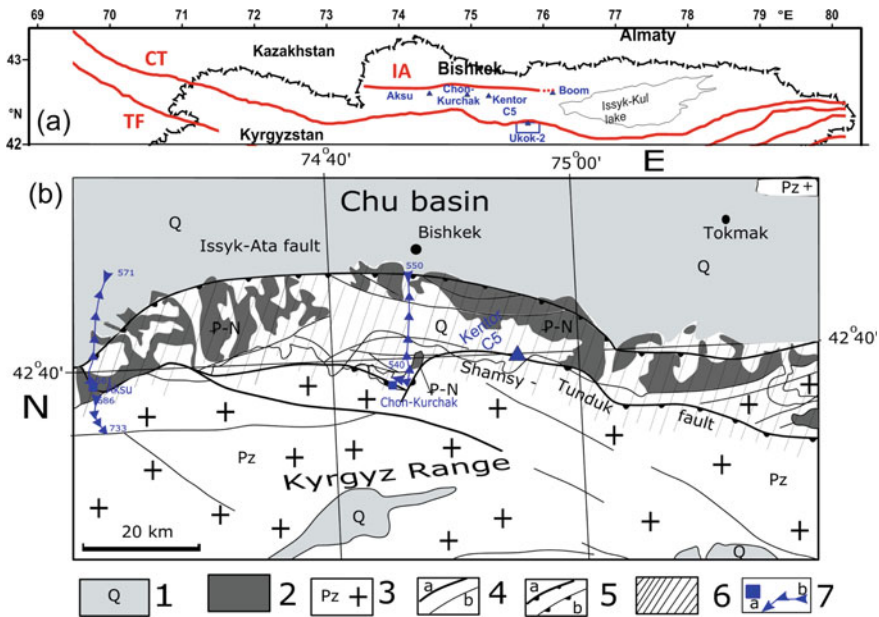 69 70 71 72 73 74 75 76 77 78 79 °E 80
43
°N
42
Kazakhstan
Almaty
CT
IA
Bishkek
Aksu
Chon-
Kurchak
Kentor
C5
Boom
Issyk-Kul
lake
TF
(a)
Kyrgyzstan
Ukok-2
74°40'
E
75°00'
(b)
Chu basin
Pz +
Q
Bishkek
Tokmak
Issyk-Ata fault
571
550
Q
P-N
Q
Kentor
C5
P-N
42°40'
42°40'
540
P-N
Shamsy - Tunduk
fault
Chon-Kurchak
N
733
Pz
Pz
Kyrgyz Range
Q
20 km
Q
Q 1 2 Pz + 3 a b 4 a b 5 6 a b 7